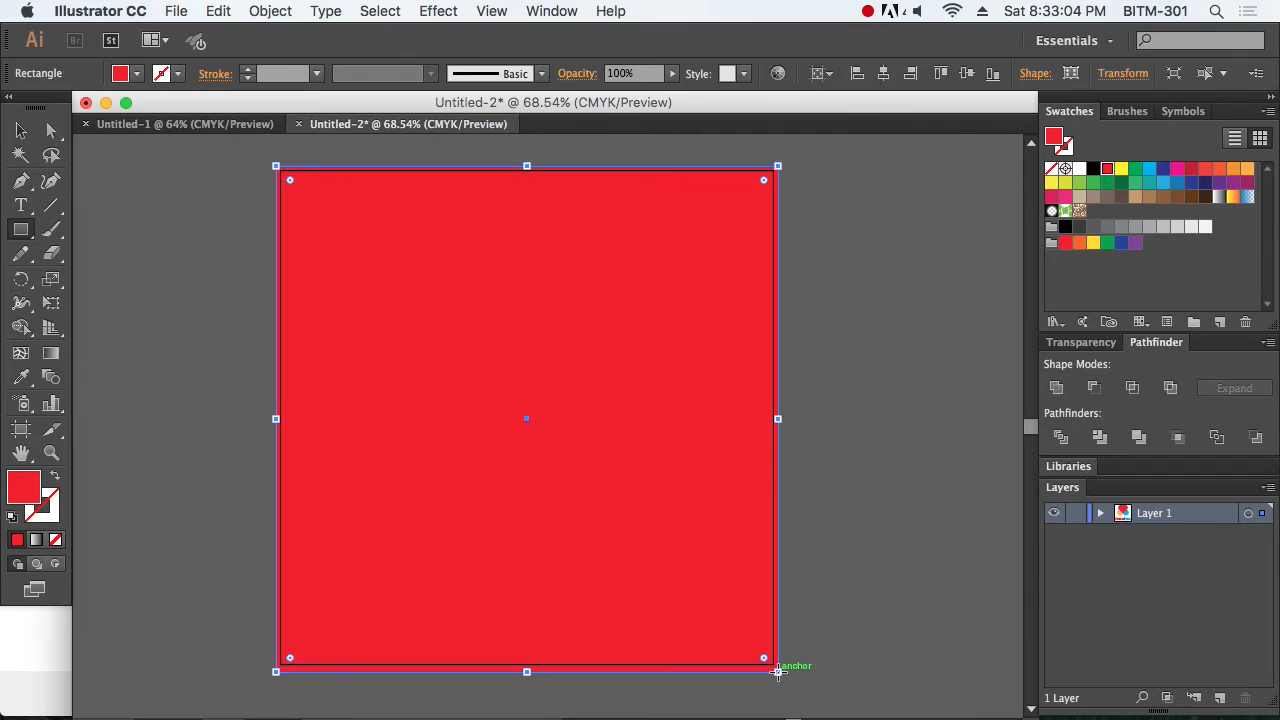 Illustrator CC File Edit Object Type Select Effect View Window Help 4 Sat 8:33:04 PM BITM-301
Ai Br St Essentials
Rectangle Stroke: Basic Opacity: 100% Style: Shape: Transform
Untitled-2* @ 68.54% (CMYK/Preview)
× Untitled-1 @ 64% (CMYK/Preview) × Untitled-2* @ 68.54% (CMYK/Preview)
Swatches Brushes Symbols
Transparency Pathfinder
Shape Modes:
Expand
Pathfinders:
Libraries
Layers
Layer 1
anchor
1 Layer